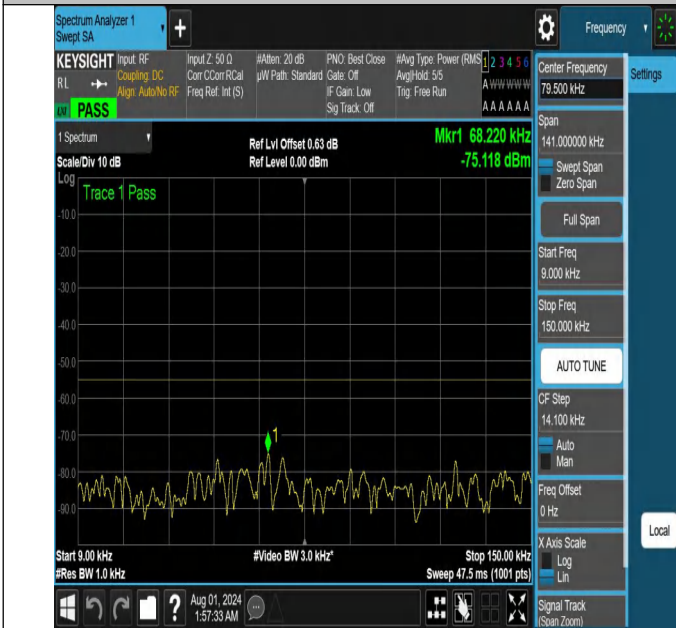 Spectrum Analyzer 1
Swept SA
+
Frequency
KEYSIGHT
RL
PASS
Input: RF
Coupling: DC
Align: Auto/No RF
Input Z: 50 Ω
Corr CCorr RCal
Freq Ref: Int (S)
#Atten: 20 dB
µW Path: Standard
PNO: Best Close
Gate: Off
IF Gain: Low
Sig Track: Off
#Avg Type: Power (RMS
Avg|Hold: 5/5
Trig: Free Run
1 2 3 4 5 6
A W W W W W
A A A A A A
1 Spectrum
Scale/Div 10 dB
Ref Lvl Offset 0.63 dB
Ref Level 0.00 dBm
Mkr1 68.220 kHz
-75.118 dBm
Log
Trace 1 Pass
-10.0
-20.0
-30.0
-40.0
-50.0
-60.0
-70.0
-80.0
-90.0
1
Start 9.00 kHz
#Res BW 1.0 kHz
#Video BW 3.0 kHz*
Stop 150.00 kHz
Sweep 47.5 ms (1001 pts)
?
Aug 01, 2024
1:57:33 AM
Center Frequency
79.500 kHz
Settings
Span
141.000000 kHz
Swept Span
Zero Span
Full Span
Start Freq
9.000 kHz
Stop Freq
150.000 kHz
AUTO TUNE
CF Step
14.100 kHz
Auto
Man
Freq Offset
0 Hz
X Axis Scale
Log
Lin
Local
Signal Track
(Span Zoom)